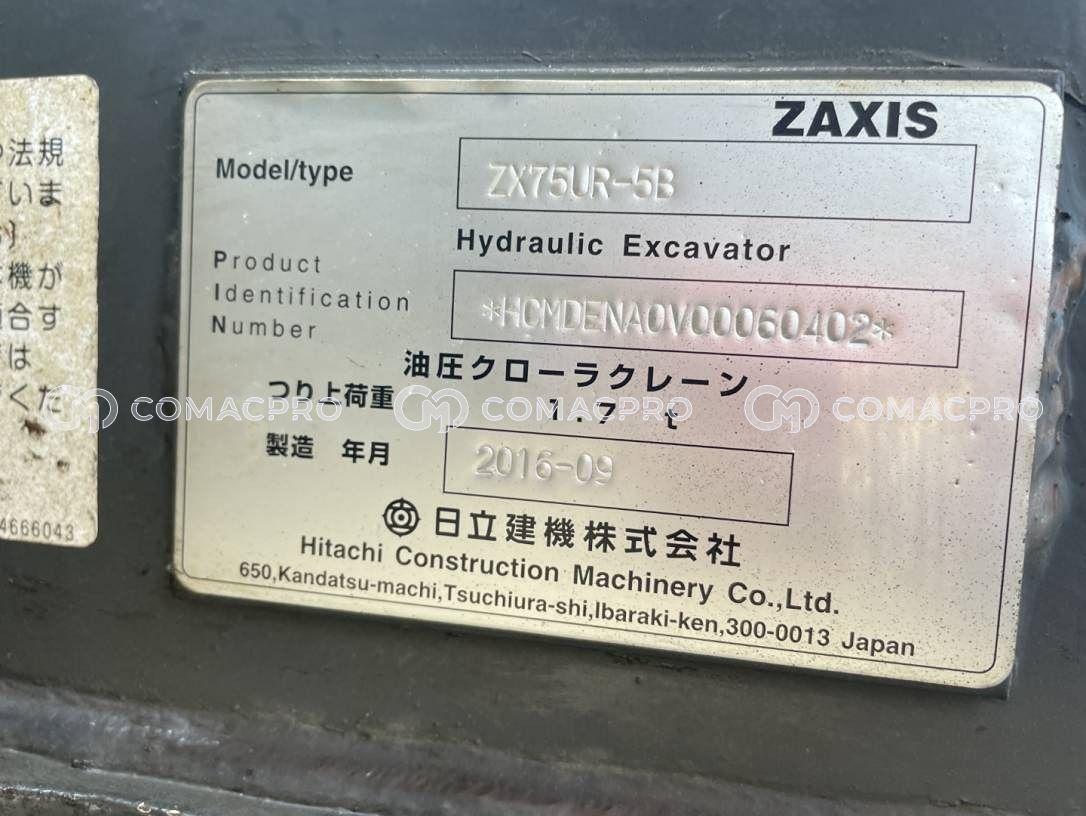 法規
いま
機が
合す
は
くだ
4666043
ZAXIS
Model/type
ZX75UR-5B
Hydraulic Excavator
Product
Identification
Number
*HCMDENA0V00060402*
油圧クローラクレーン
つり上荷重 1.7 t
COMACPRO COMACPRO COMACPRO
製造 年月
2016-09
日立建機株式会社
Hitachi Construction Machinery Co.,Ltd.
650,Kandatsu-machi,Tsuchiura-shi,Ibaraki-ken,300-0013 Japan